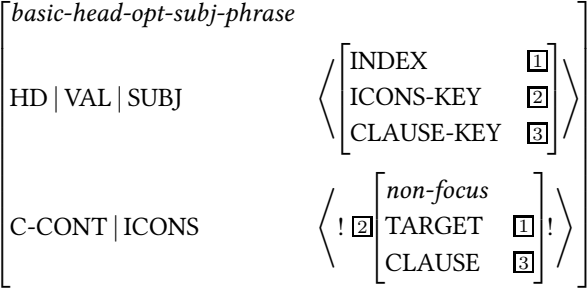 basic-head-opt-subj-phrase
INDEX 1
HD | VAL | SUBJ ⟨ ICONS-KEY 2 ⟩
CLAUSE-KEY 3
non-focus
C-CONT | ICONS ⟨ ! 2 TARGET 1 ! ⟩
CLAUSE 3